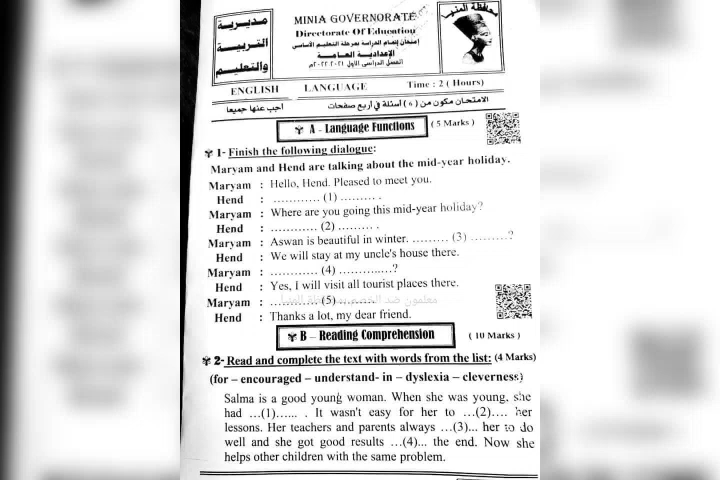 مديرية
التربية
والتعليم
MINIA GOVERNORATE
Directorate Of Education
إمتحان إتمام الدراسة بمرحلة التعليم الأساسى
الإعدادية العامة
الفصل الدراسى الأول ٢٠٢١-٢٠٢٢م
محافظة المنيا
ENGLISH LANGUAGE Time : 2 ( Hours)
الامتحان مكون من (٦) أسئلة في أربع صفحات أجب عنها جميعا
A - Language Functions ( 5 Marks )
1- Finish the following dialogue:
Maryam and Hend are talking about the mid-year holiday.
Maryam : Hello, Hend. Pleased to meet you.
Hend : ............ (1) ......... .
Maryam : Where are you going this mid-year holiday?
Hend : ............ (2) ......... .
Maryam : Aswan is beautiful in winter. ......... (3) .........?
Hend : We will stay at my uncle's house there.
Maryam : ............ (4) ............?
Hend : Yes, I will visit all tourist places there.
Maryam : ............ (5) .........
Hend : Thanks a lot, my dear friend.
B – Reading Comprehension ( 10 Marks )
2- Read and complete the text with words from the list: (4 Marks)
(for – encouraged – understand- in – dyslexia – cleverness)
Salma is a good young woman. When she was young, she
had …(1)…... . It wasn't easy for her to …(2)…. her
lessons. Her teachers and parents always …(3)... her to do
well and she got good results …(4)... the end. Now she
helps other children with the same problem.